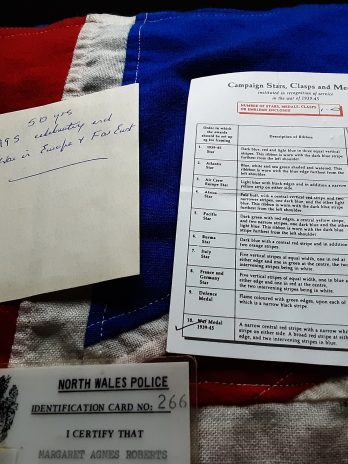 50 yrs
1995 celebrating end
in Europe & Far East
Campaign Stars, Clasps and Me
instituted in recognition of service
in the war of 1939-45
NUMBER OF STARS, MEDALS, CLASPS
OR EMBLEMS ENCLOSED
Order in which
the awards
should be set up
Description of Ribbon
1. 1939-45
Star
Dark blue, red and light blue in three equal vertical
stripes. This ribbon is worn with the dark blue stripe
furthest from the left shoulder.
2. Atlantic
Star
Blue, white and sea green shaded and watered. This
ribbon is worn with the blue edge furthest from the left
shoulder.
3. Air Crew
Europe Star
Light blue with black edges and in addition a narrow
yellow strip on either side.
4. Africa
Star
Pale buff, with a central vertical red stripe and two
narrower stripes, one dark blue, and the other light
blue. This ribbon is worn with the dark blue stripe
furthest from the left shoulder.
5. Pacific
Star
Dark green with red edges, a central yellow stripe,
and two narrow stripes, one dark blue and the other
light blue. This ribbon is worn with the dark blue
stripe furthest from the left shoulder.
6. Burma
Star
Dark blue with a central red stripe and in addition
two orange stripes.
7. Italy
Star
Five vertical stripes of equal width, one in red at
either edge and one in green at the centre, the two
intervening stripes being in white.
8. France and
Germany
Star
Five vertical stripes of equal width, one in blue at
either edge and one in red at the centre,
the two intervening stripes being in white.
9. Defence
Medal
Flame coloured with green edges, upon each of
which is a narrow black stripe.
10. War Medal
1939-45
A narrow central red stripe with a narrow white
stripe on either side. A broad red stripe at either
edge, and two intervening stripes in blue.
NORTH WALES POLICE
IDENTIFICATION CARD NO: 266
I CERTIFY THAT
MARGARET AGNES ROBERTS